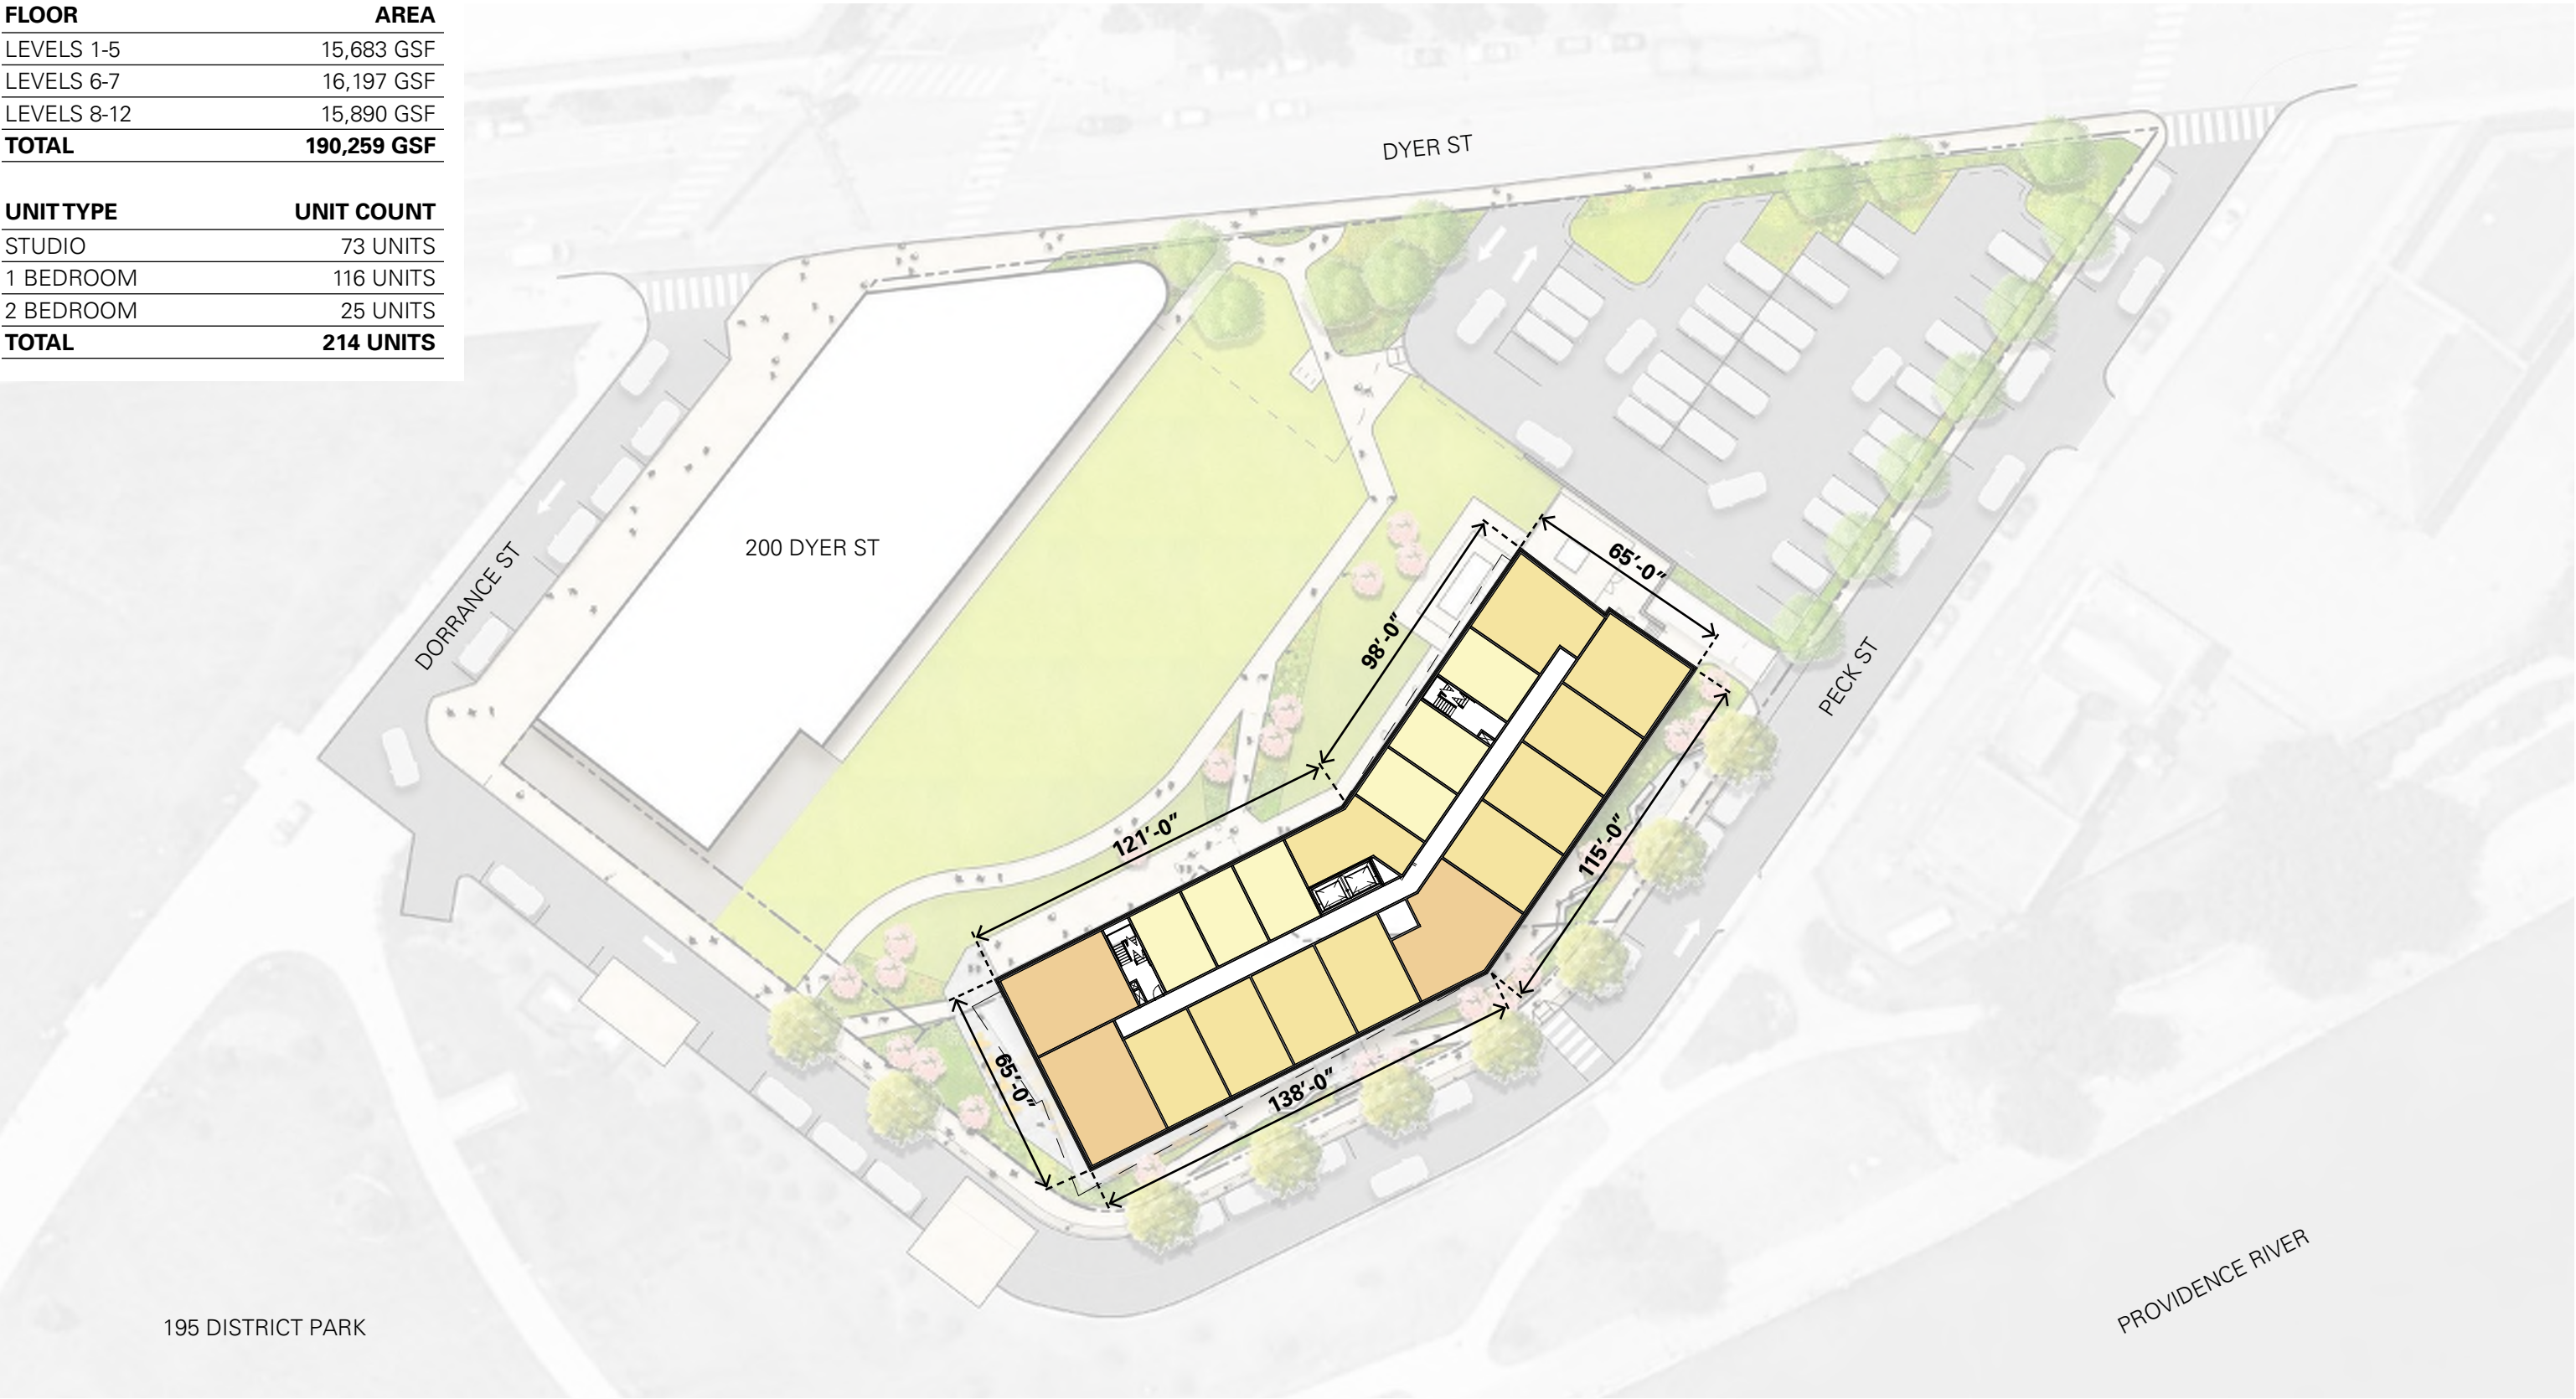 FLOOR AREA
LEVELS 1-5 15,683 GSF
LEVELS 6-7 16,197 GSF
LEVELS 8-12 15,890 GSF
TOTAL 190,259 GSF
UNIT TYPE UNIT COUNT
STUDIO 73 UNITS
1 BEDROOM 116 UNITS
2 BEDROOM 25 UNITS
TOTAL 214 UNITS
DYER ST
200 DYER ST
DORRANCE ST
65'-0"
98'-0"
PECK ST
121'-0"
115'-0"
65'-0"
138'-0"
195 DISTRICT PARK
PROVIDENCE RIVER